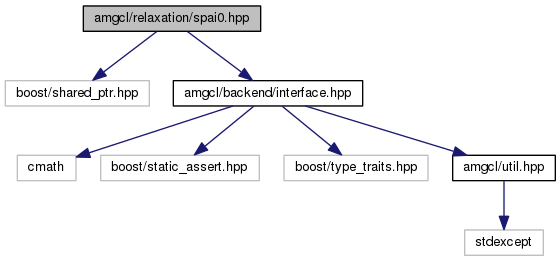 amgcl/relaxation/spai0.hpp
boost/shared_ptr.hpp
amgcl/backend/interface.hpp
cmath
boost/static_assert.hpp
boost/type_traits.hpp
amgcl/util.hpp
stdexcept